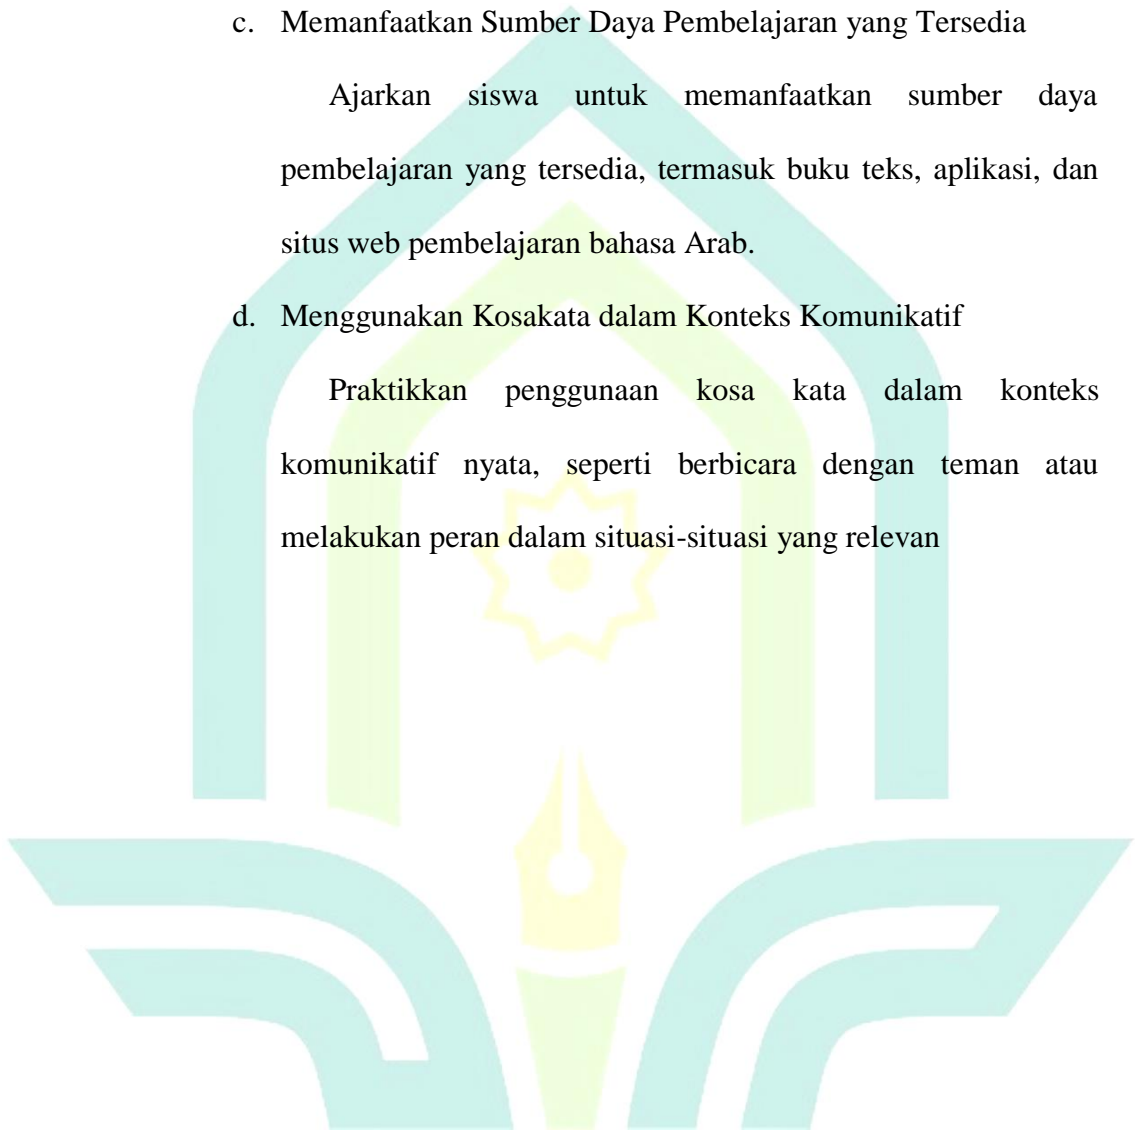 c. Memanfaatkan Sumber Daya Pembelajaran yang Tersedia
Ajarkan siswa untuk memanfaatkan sumber daya
pembelajaran yang tersedia, termasuk buku teks, aplikasi, dan
situs web pembelajaran bahasa Arab.
d. Menggunakan Kosakata dalam Konteks Komunikatif
Praktikkan penggunaan kosa kata dalam konteks
komunikatif nyata, seperti berbicara dengan teman atau
melakukan peran dalam situasi-situasi yang relevan